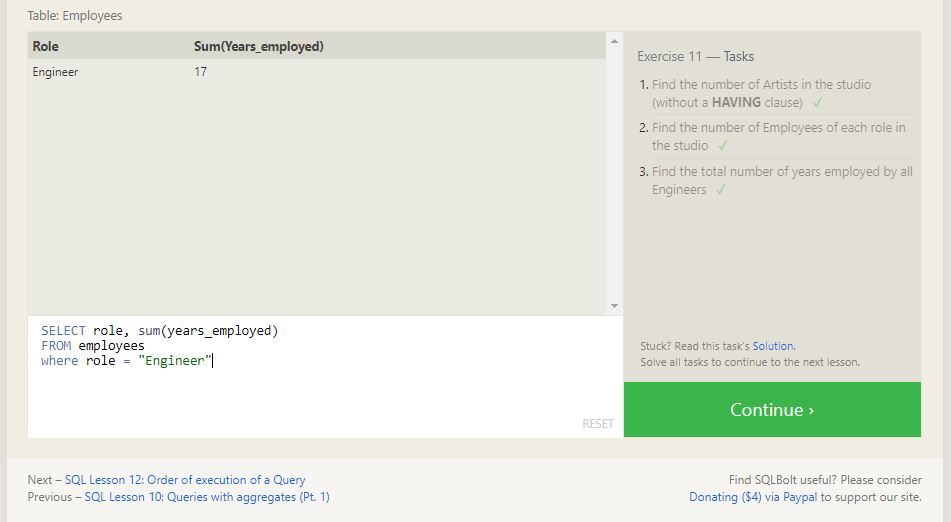 Table: Employees
Role Sum(Years_employed)
Engineer 17
Exercise 11 — Tasks
1. Find the number of Artists in the studio
(without a HAVING clause) ✓
2. Find the number of Employees of each role in
the studio ✓
3. Find the total number of years employed by all
Engineers ✓
SELECT role, sum(years_employed)
FROM employees
where role = "Engineer"
RESET
Stuck? Read this task's Solution.
Solve all tasks to continue to the next lesson.
Continue ›
Next – SQL Lesson 12: Order of execution of a Query
Previous – SQL Lesson 10: Queries with aggregates (Pt. 1)
Find SQLBolt useful? Please consider
Donating ($4) via Paypal to support our site.